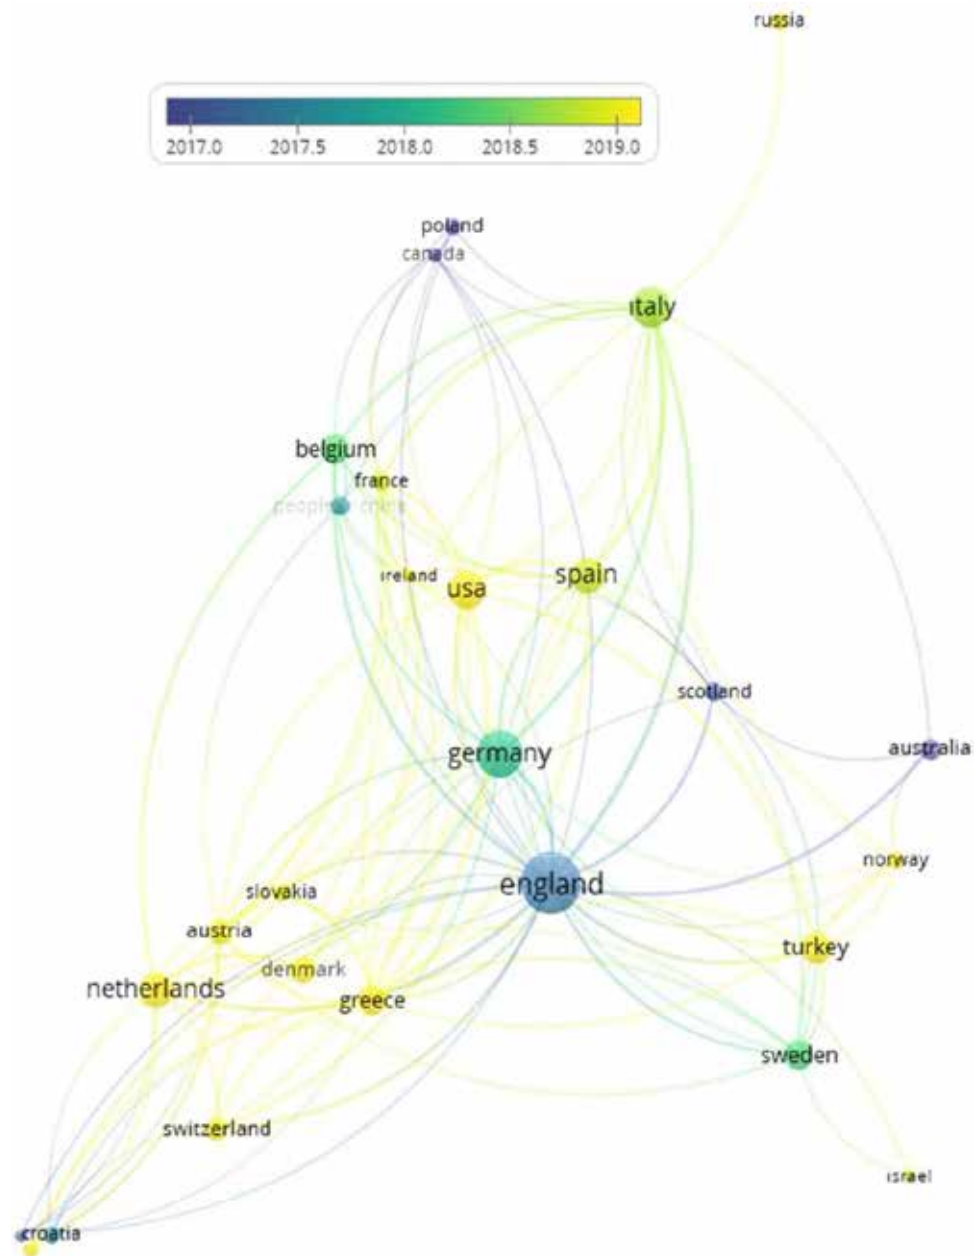 russia
2017.0 2017.5 2018.0 2018.5 2019.0
poland
canada
italy
belgium
france
ireland
usa
spain
scotland
germany
australia
norway
england
slovakia
austria
turkey
denmark
netherlands
greece
sweden
switzerland
israel
croatia